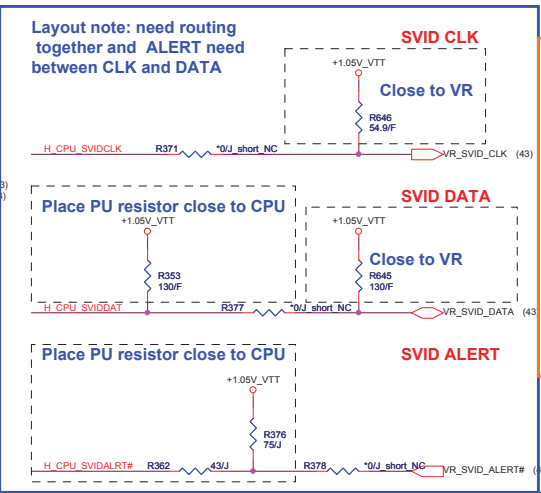 Layout note: need routing
together and ALERT need
between CLK and DATA
SVID CLK
+1.05V_VTT
Close to VR
R646
54.9/F
H_CPU_SVIDCLK
R371
*0/J_short_NC
VR_SVID_CLK (43)
3)
SVID DATA
Place PU resistor close to CPU
+1.05V_VTT
+1.05V_VTT
Close to VR
R353
130/F
R645
130/F
H_CPU_SVIDDAT
R377
*0/J_short_NC
VR_SVID_DATA (43
Place PU resistor close to CPU
SVID ALERT
+1.05V_VTT
R376
75/J
H_CPU_SVIDALRT#
R362
43/J
R378
*0/J_short_NC
VR_SVID_ALERT#